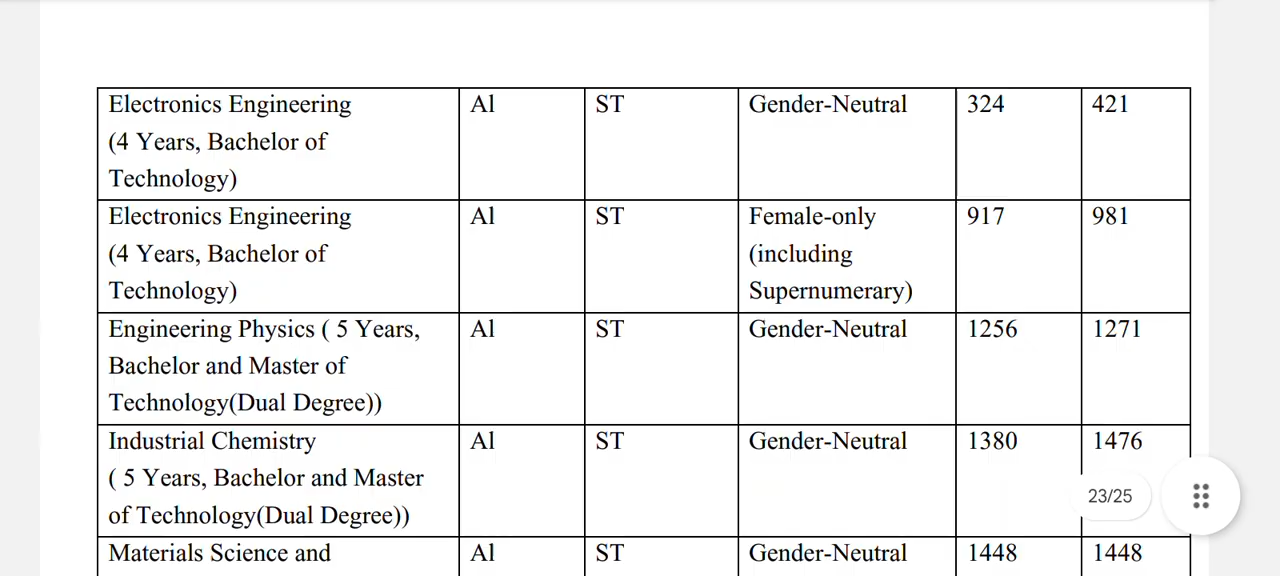 Electronics Engineering Al ST Gender-Neutral 324 421
(4 Years, Bachelor of
Technology)
Electronics Engineering Al ST Female-only 917 981
(4 Years, Bachelor of (including
Technology) Supernumerary)
Engineering Physics ( 5 Years, Al ST Gender-Neutral 1256 1271
Bachelor and Master of
Technology(Dual Degree))
Industrial Chemistry Al ST Gender-Neutral 1380 1476
( 5 Years, Bachelor and Master
of Technology(Dual Degree))
23/25
Materials Science and Al ST Gender-Neutral 1448 1448